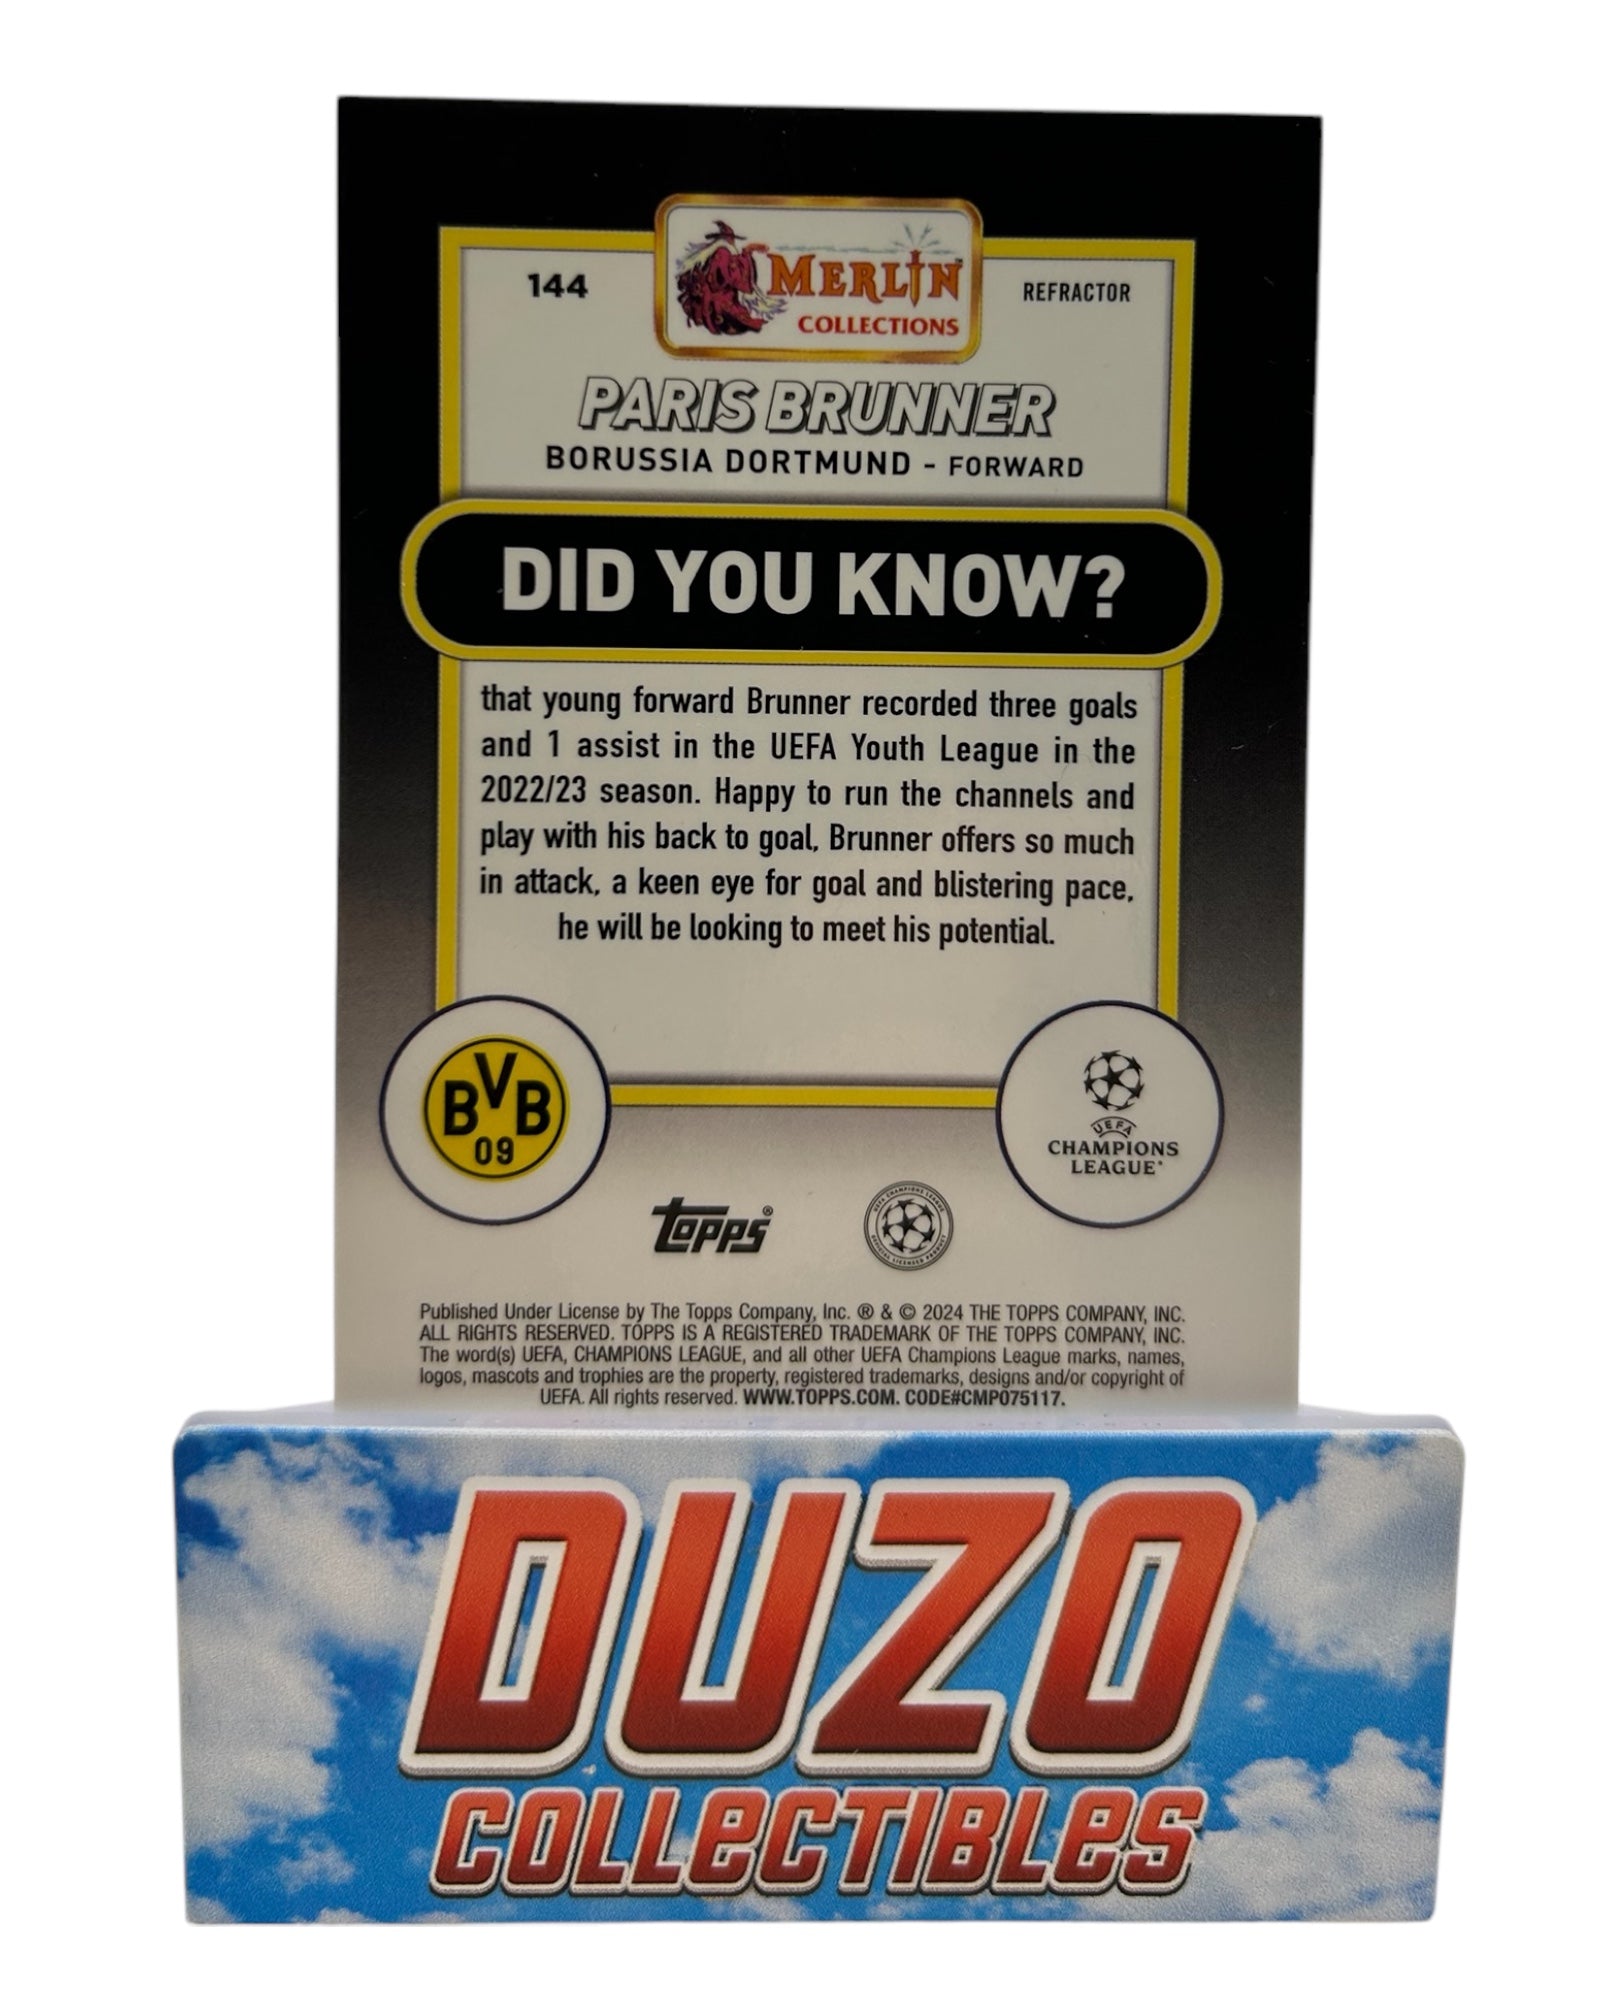 144
MERLIN™
COLLECTIONS
REFRACTOR
PARIS BRUNNER
BORUSSIA DORTMUND - FORWARD
DID YOU KNOW?
that young forward Brunner recorded three goals
and 1 assist in the UEFA Youth League in the
2022/23 season. Happy to run the channels and
play with his back to goal, Brunner offers so much
in attack, a keen eye for goal and blistering pace,
he will be looking to meet his potential.
BVB
09
UEFA
CHAMPIONS
LEAGUE®
topps®
UEFA CHAMPIONS LEAGUE
OFFICIAL LICENSED PRODUCT
Published Under License by The Topps Company, Inc. ® & © 2024 THE TOPPS COMPANY, INC.
ALL RIGHTS RESERVED. TOPPS IS A REGISTERED TRADEMARK OF THE TOPPS COMPANY, INC.
The word(s) UEFA, CHAMPIONS LEAGUE, and all other UEFA Champions League marks, names,
logos, mascots and trophies are the property, registered trademarks, designs and/or copyright of
UEFA. All rights reserved. WWW.TOPPS.COM. CODE#CMP075117.
DUZO
COLLeCTIBLeS